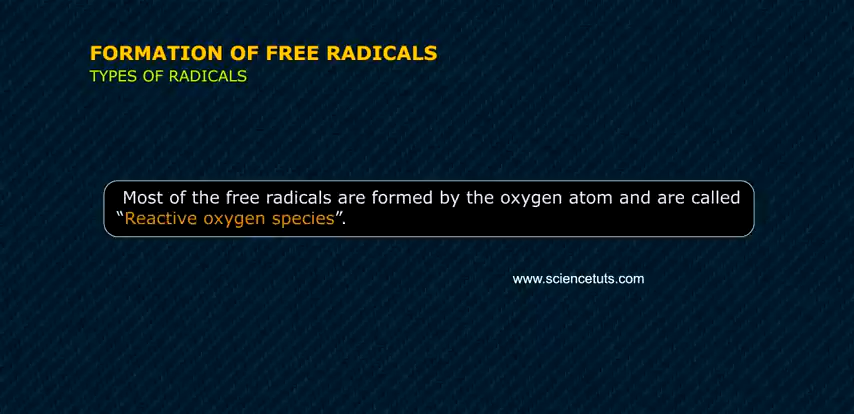 FORMATION OF FREE RADICALS
TYPES OF RADICALS
Most of the free radicals are formed by the oxygen atom and are called
“Reactive oxygen species”.
www.sciencetuts.com